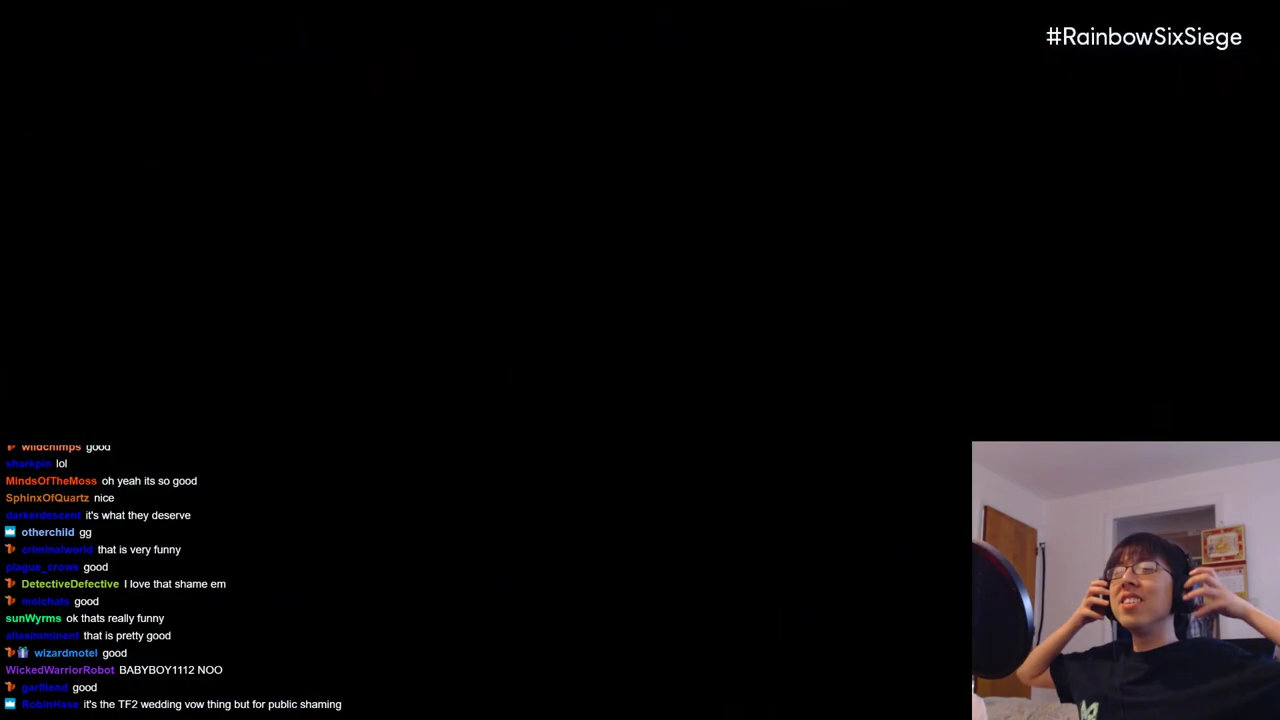 #RainbowSixSiege
wildchimps good
sharkpin lol
MindsOfTheMoss oh yeah its so good
SphinxOfQuartz nice
darkerdescent it's what they deserve
otherchild gg
criminalworld that is very funny
plague_crows good
DetectiveDefective I love that shame em
molchats good
sunWyrms ok thats really funny
aliasimminent that is pretty good
wizardmotel good
WickedWarriorRobot BABYBOY1112 NOO
garfiend good
RobinHase it's the TF2 wedding vow thing but for public shaming